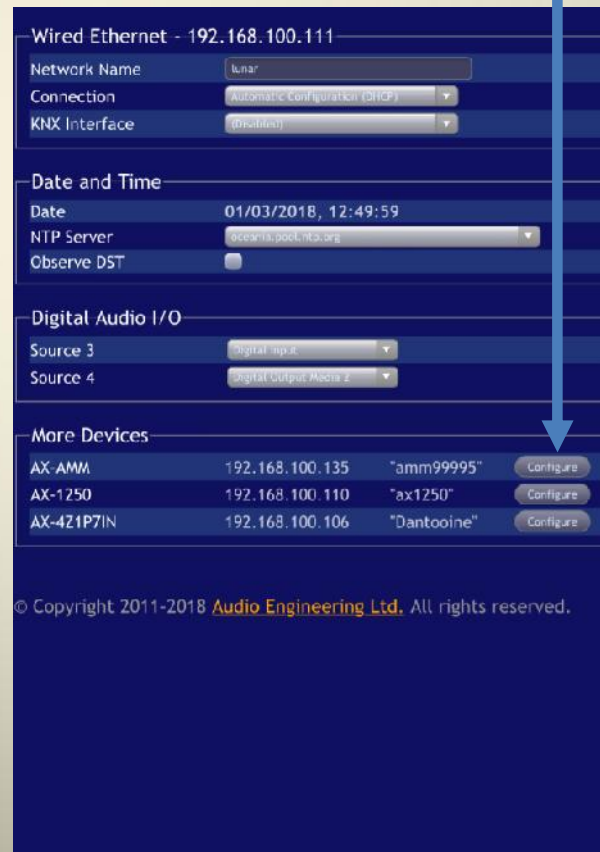 Wired Ethernet - 192.168.100.111
Network Name lunar
Connection Automatic Configuration (DHCP)
KNX Interface (Disabled)
Date and Time
Date 01/03/2018, 12:49:59
NTP Server oceania.pool.ntp.org
Observe DST
Digital Audio I/O
Source 3 Digital Input
Source 4 Digital Output Media 2
More Devices
AX-AMM 192.168.100.135 "amm99995" Configure
AX-1250 192.168.100.110 "ax1250" Configure
AX-4Z1P7IN 192.168.100.106 "Dantooine" Configure
© Copyright 2011-2018 Audio Engineering Ltd. All rights reserved.